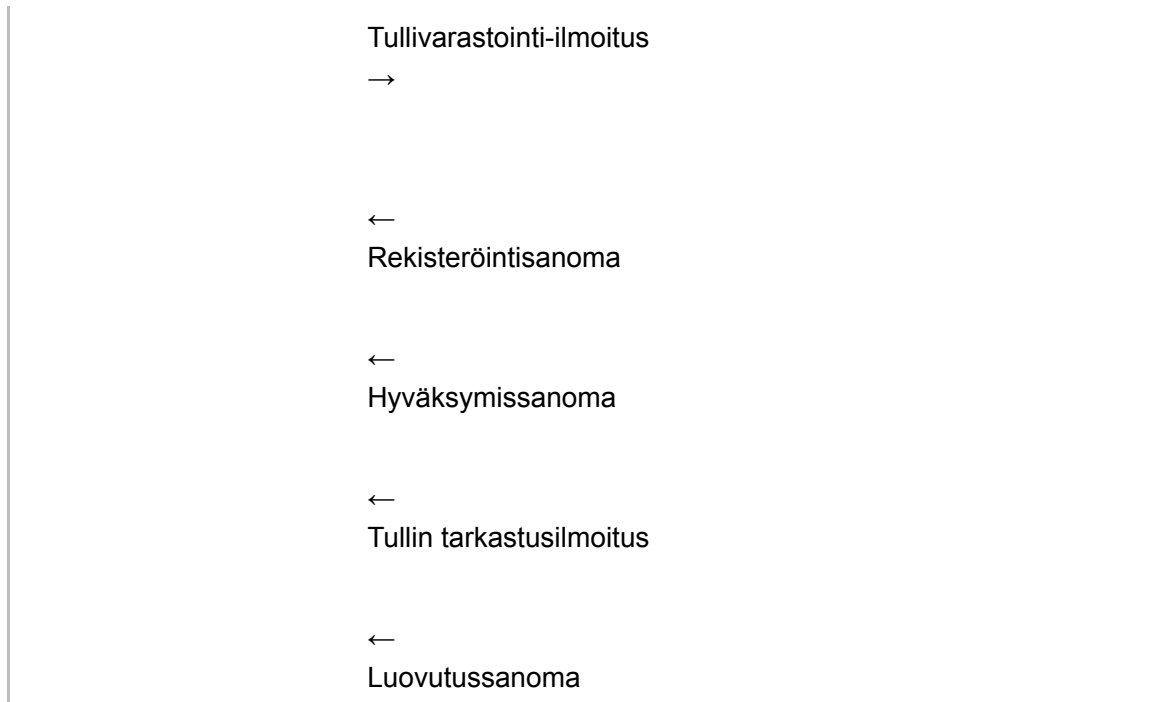 Tullivarastointi-ilmoitus
→
←
Rekisteröintisanoma
←
Hyväksymissanoma
←
Tullin tarkastusilmoitus
←
Luovutussanoma